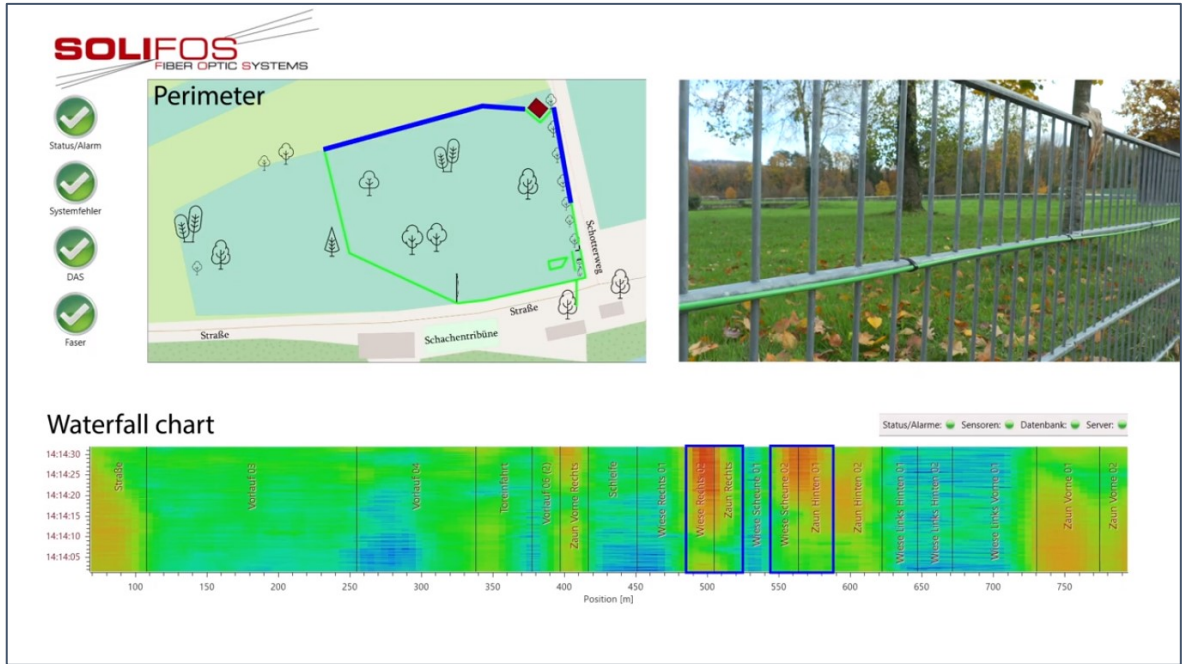 SOLIFOS
FIBER OPTIC SYSTEMS
Perimeter
Status/Alarm
Systemfehler
DAS
Faser
Schotterweg
Straße
Straße
Schachentribüne
Waterfall chart
Status/Alarme: Sensoren: Datenbank: Server:
14:14:30
14:14:25
14:14:20
14:14:15
14:14:10
14:14:05
Straße
Vorlauf 03
Vorlauf 04
Toreinfahrt
Vorlauf 05 (2)
Zaun Vorne Rechts
Schleife
Wiese Rechts 01
Wiese Rechts 02
Zaun Rechts
Wiese Scheune 01
Wiese Scheune 02
Zaun Hinten 01
Zaun Hinten 02
Wiese Links Hinten 01
Wiese Links Hinten 02
Wiese Links Vorne 01
Zaun Vorne 01
Zaun Vorne 02
100 150 200 250 300 350 400 450 500 550 600 650 700 750
Position [m]